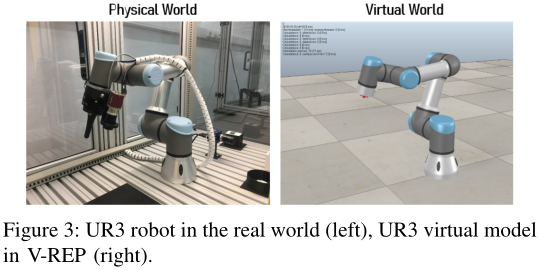 Physical World
Virtual World
Figure 3: UR3 robot in the real world (left), UR3 virtual model
in V-REP (right).